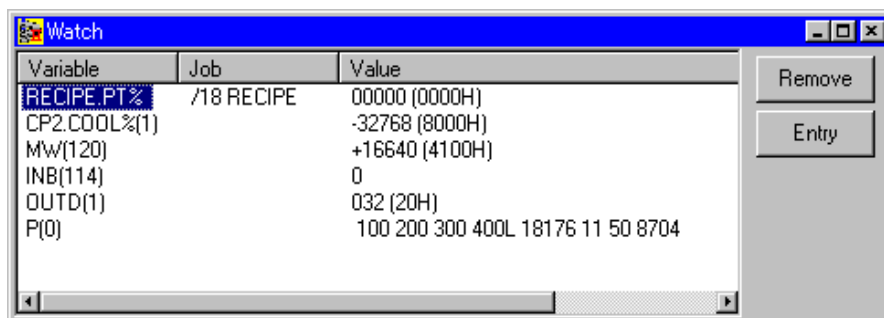 Watch
Variable Job Value
Remove
RECIPE.PT% /18 RECIPE 00000 (0000H)
CP2.COOL%(1) -32768 (8000H)
Entry
MW(120) +16640 (4100H)
INB(114) 0
OUTD(1) 032 (20H)
P(0) 100 200 300 400L 18176 11 50 8704